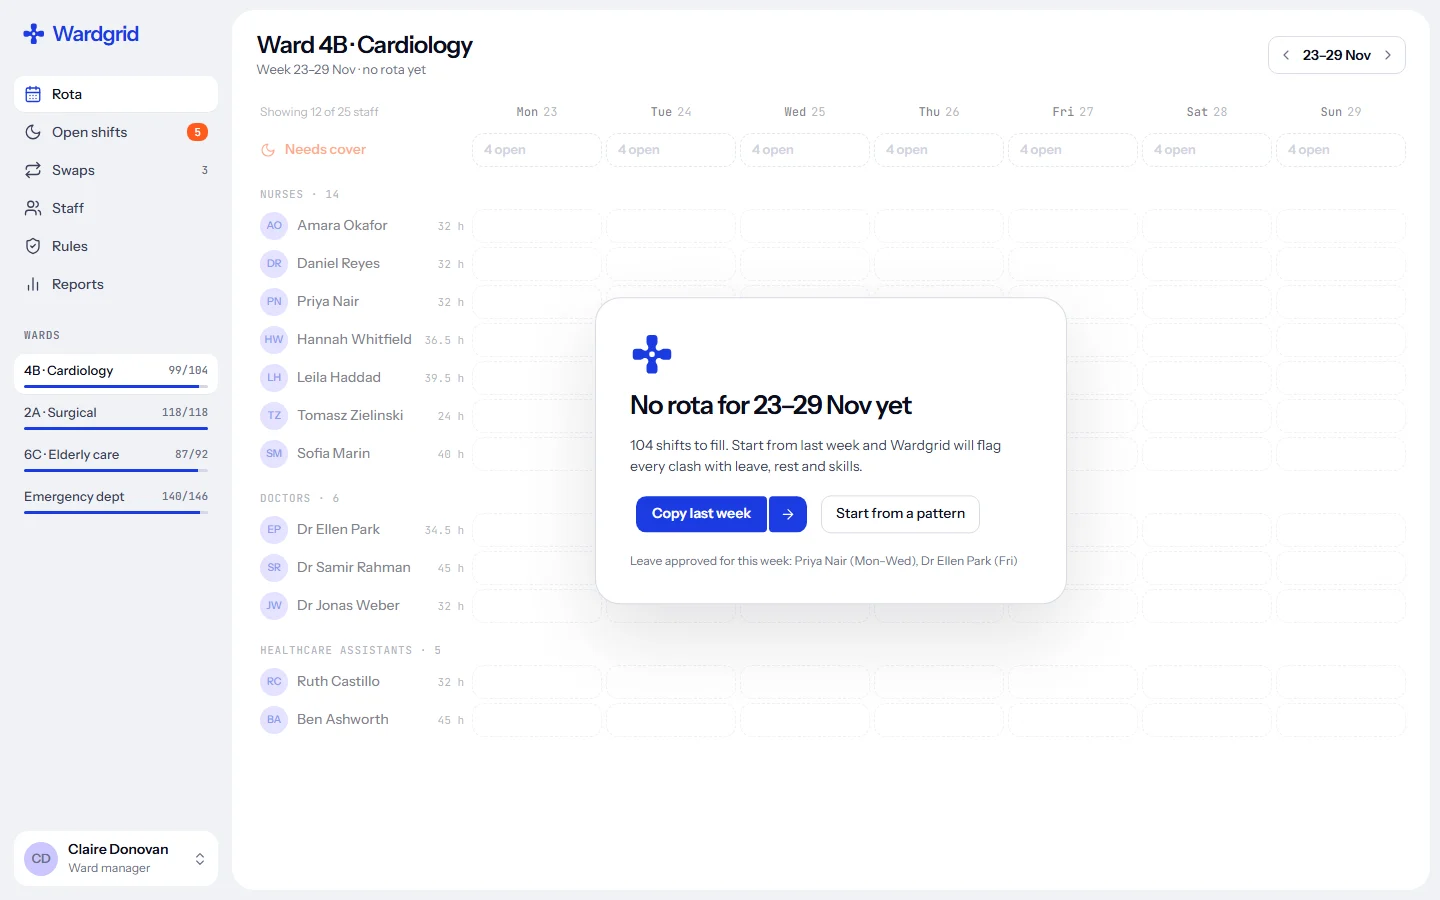 Wardgrid
Rota
Open shifts 5
Swaps 3
Staff
Rules
Reports
WARDS
4B · Cardiology 99/104
2A · Surgical 118/118
6C · Elderly care 87/92
Emergency dept 140/146
CD
Claire Donovan
Ward manager
Ward 4B · Cardiology
Week 23–29 Nov · no rota yet
23–29 Nov
Showing 12 of 25 staff Mon 23 Tue 24 Wed 25 Thu 26 Fri 27 Sat 28 Sun 29
Needs cover 4 open 4 open 4 open 4 open 4 open 4 open 4 open
NURSES · 14
AO Amara Okafor 32 h
DR Daniel Reyes 32 h
PN Priya Nair 32 h
HW Hannah Whitfield 36.5 h
LH Leila Haddad 39.5 h
TZ Tomasz Zielinski 24 h
SM Sofia Marin 40 h
DOCTORS · 6
EP Dr Ellen Park 34.5 h
SR Dr Samir Rahman 45 h
JW Dr Jonas Weber 32 h
HEALTHCARE ASSISTANTS · 5
RC Ruth Castillo 32 h
BA Ben Ashworth 45 h
No rota for 23–29 Nov yet
104 shifts to fill. Start from last week and Wardgrid will flag
every clash with leave, rest and skills.
Copy last week → Start from a pattern
Leave approved for this week: Priya Nair (Mon–Wed), Dr Ellen Park (Fri)